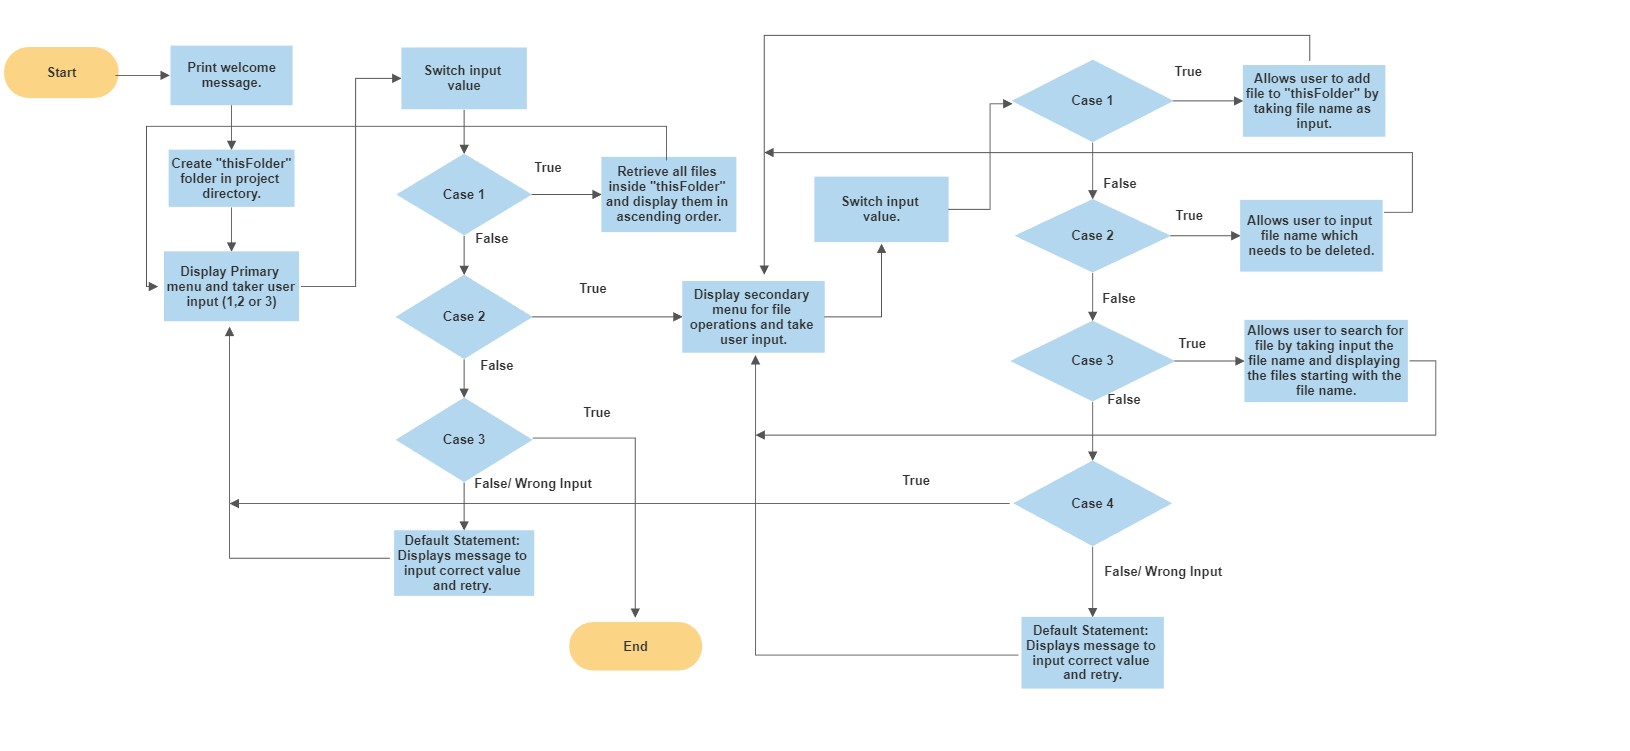 Start
Print welcome
message.
Create "thisFolder"
folder in project
directory.
Display Primary
menu and taker user
input (1,2 or 3)
Switch input
value
Case 1
True
Retrieve all files
inside "thisFolder"
and display them in
ascending order.
False
Case 2
True
False
Case 3
True
False/ Wrong Input
Default Statement:
Displays message to
input correct value
and retry.
End
Display secondary
menu for file
operations and take
user input.
Switch input
value.
Case 1
True
Allows user to add
file to "thisFolder" by
taking file name as
input.
False
Case 2
True
Allows user to input
file name which
needs to be deleted.
False
Case 3
True
Allows user to search for
file by taking input the
file name and displaying
the files starting with the
file name.
False
Case 4
True
False/ Wrong Input
Default Statement:
Displays message to
input correct value
and retry.